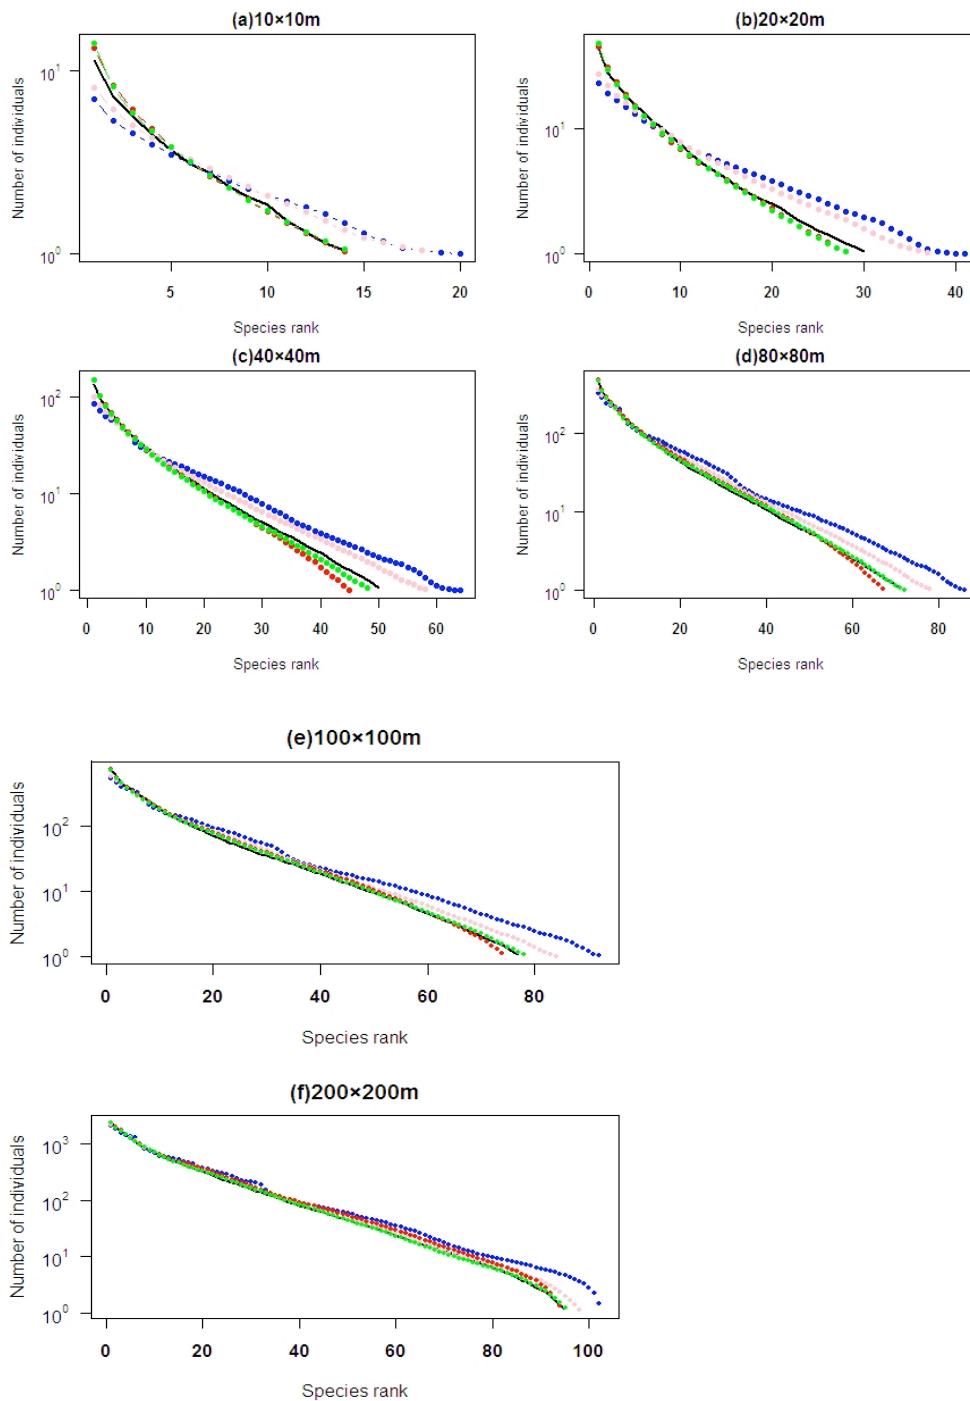 (a)10×10m
Number of individuals
10^1
10^0
5 10 15 20
Species rank
(b)20×20m
Number of individuals
10^1
10^0
0 10 20 30 40
Species rank
(c)40×40m
Number of individuals
10^2
10^1
10^0
0 10 20 30 40 50 60
Species rank
(d)80×80m
Number of individuals
10^2
10^1
10^0
0 20 40 60 80
Species rank
(e)100×100m
Number of individuals
10^2
10^1
10^0
0 20 40 60 80
Species rank
(f)200×200m
Number of individuals
10^3
10^2
10^1
10^0
0 20 40 60 80 100
Species rank